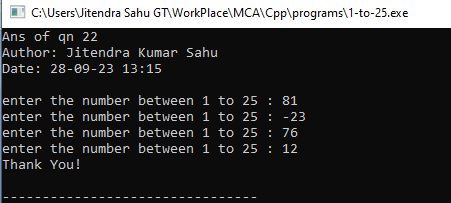 C:\Users\Jitendra Sahu GT\WorkPlace\MCA\Cpp\programs\1-to-25.exe
Ans of qn 22
Author: Jitendra Kumar Sahu
Date: 28-09-23 13:15
enter the number between 1 to 25 : 81
enter the number between 1 to 25 : -23
enter the number between 1 to 25 : 76
enter the number between 1 to 25 : 12
Thank You!
--------------------------------